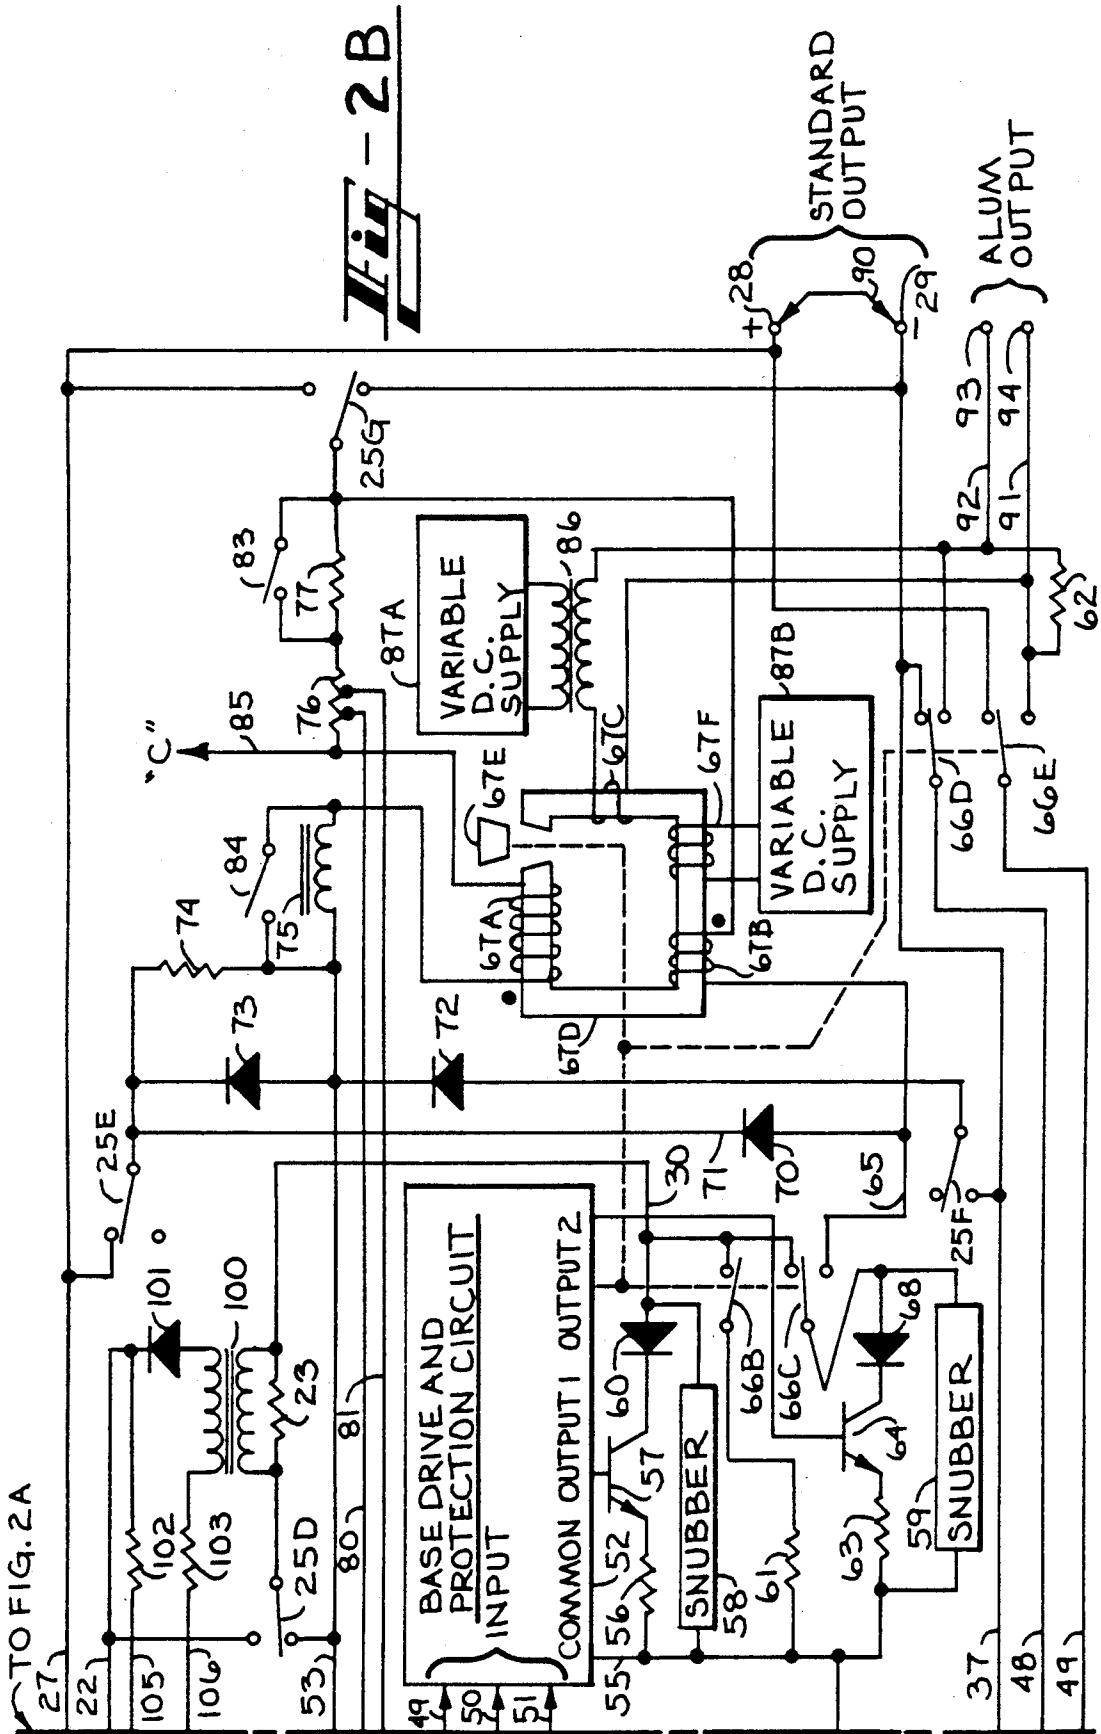 Fig-2B
TO FIG. 2A
27
22
105
106
53
80
81
102
103
25D
23
100
101
25E
73
72
74
75
84
"C"
85
76
77
83
25G
+
28
90
-
29
STANDARD
OUTPUT
93
94
92
91
ALUM
OUTPUT
62
87A
VARIABLE
D.C.
SUPPLY
86
67E
67C
67A
67D
67F
67B
87B
VARIABLE
D.C.
SUPPLY
66D
66E
30
71
70
65
25F
BASE DRIVE AND
PROTECTION CIRCUIT
INPUT
COMMON OUTPUT 1 OUTPUT 2
49
50
51
52
55
56
57
60
SNUBBER
58
66B
66C
61
68
64
63
59
SNUBBER
37
48
49